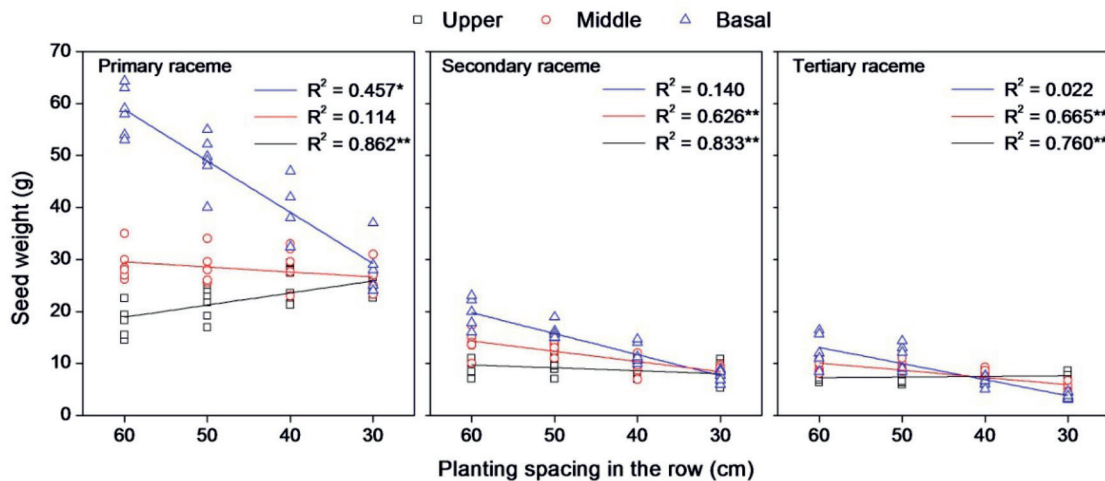 Upper Middle Basal
Primary raceme
R² = 0.457*
R² = 0.114
R² = 0.862**
Secondary raceme
R² = 0.140
R² = 0.626**
R² = 0.833**
Tertiary raceme
R² = 0.022
R² = 0.665**
R² = 0.760**
Seed weight (g)
70
60
50
40
30
20
10
0
60 50 40 30 60 50 40 30 60 50 40 30
Planting spacing in the row (cm)